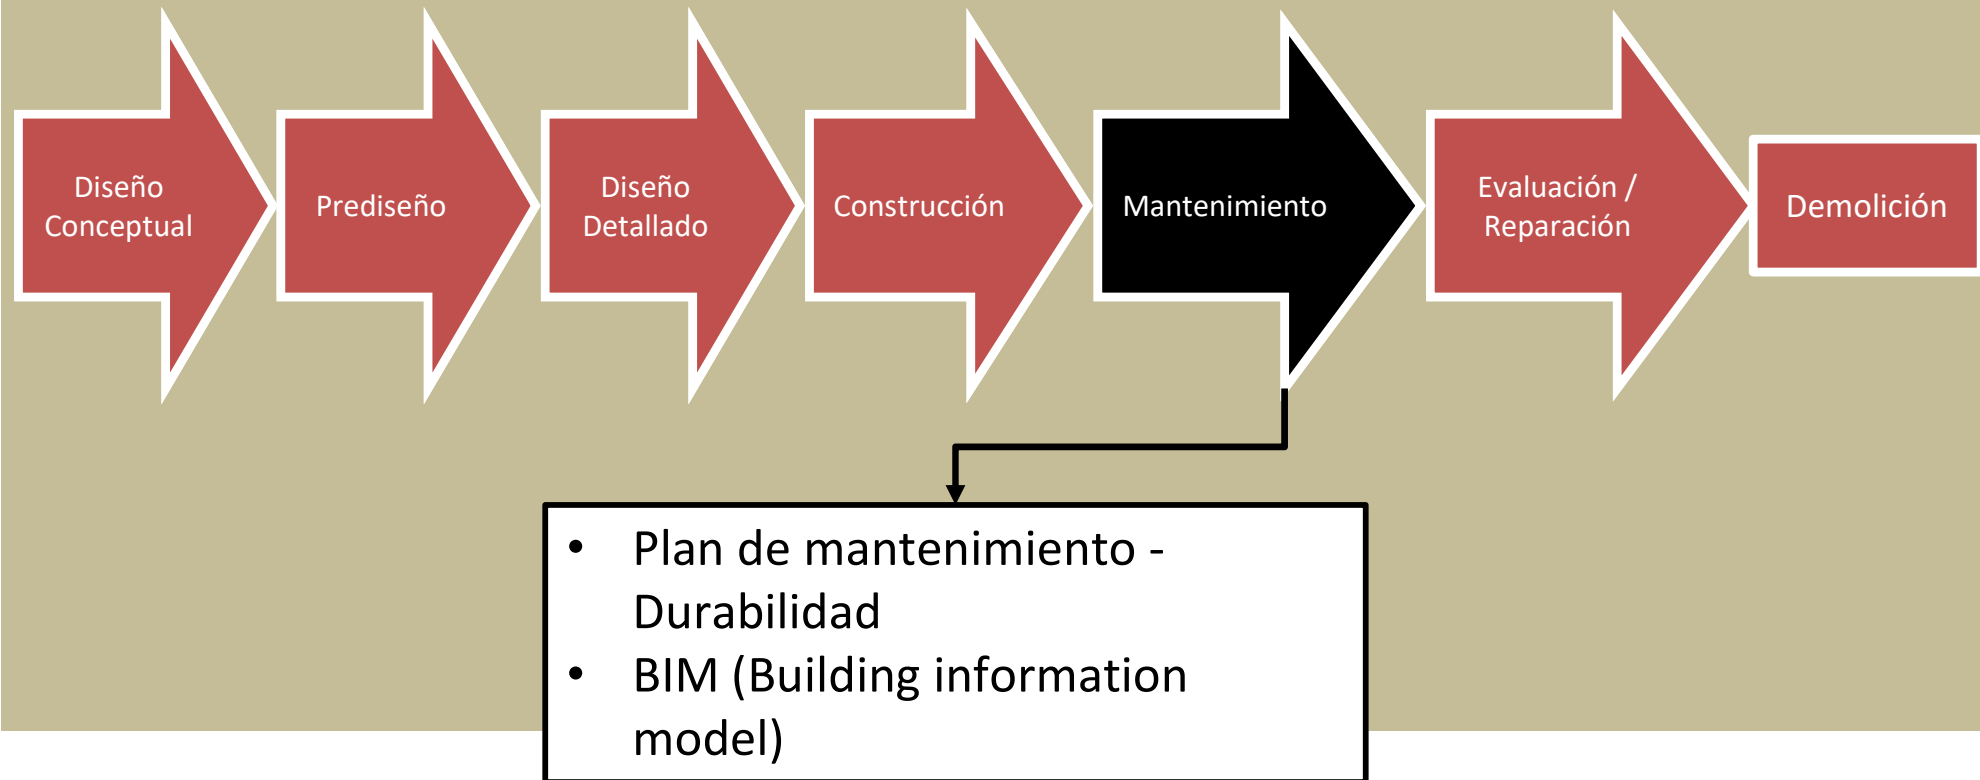 Diseño
Conceptual
Prediseño
Diseño
Detallado
Construcción
Mantenimiento
Evaluación /
Reparación
Demolición
• Plan de mantenimiento -
Durabilidad
• BIM (Building information
model)